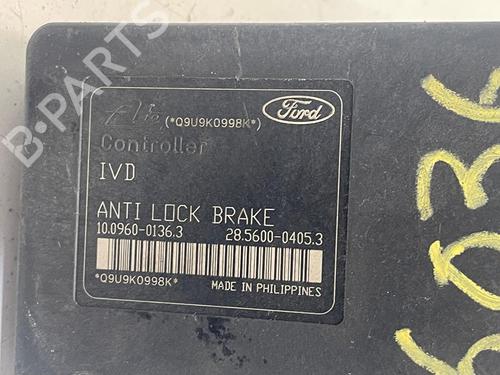 B-PARTS
Ate
(*Q9U9K0998K*)
Ford
Controller
IVD
ANTI LOCK BRAKE
10.0960-0136.3 28.5600-0405.3
*Q9U9K0998K*
MADE IN PHILIPPINES